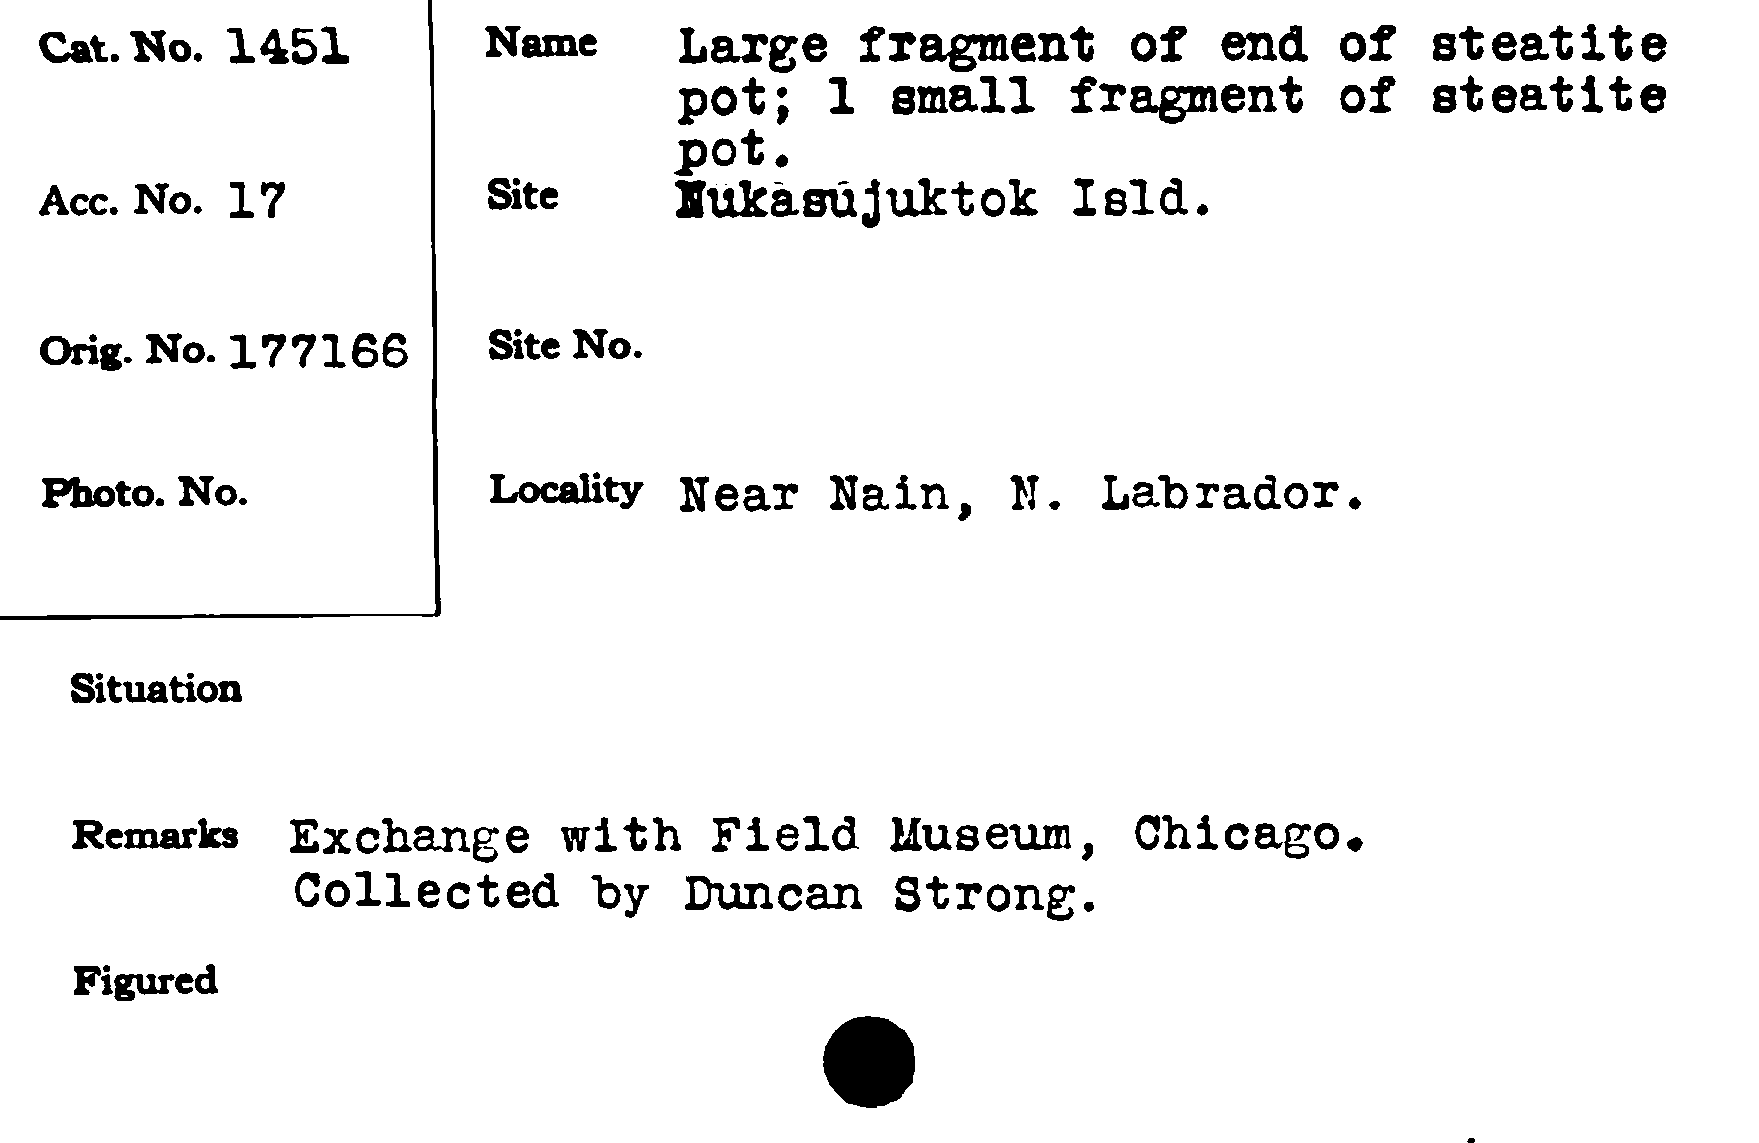 Cat. No. 1451
Name Large fragment of end of steatite
pot; 1 small fragment of steatite
pot.
Acc. No. 17
Site Nukasujuktok Isld.
Orig. No. 177166
Site No.
Photo. No.
Locality Near Nain, N. Labrador.
Situation
Remarks Exchange with Field Museum, Chicago.
Collected by Duncan Strong.
Figured